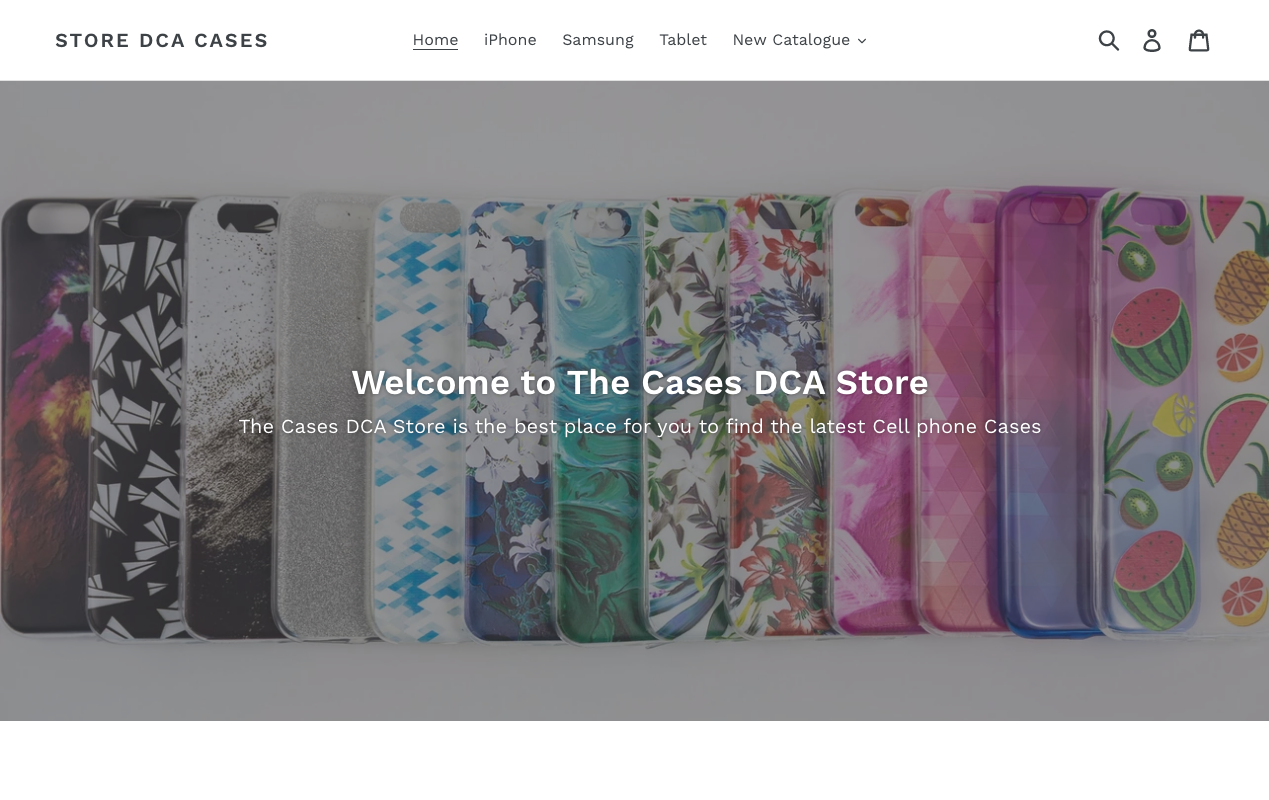 STORE DCA CASES
Home
iPhone
Samsung
Tablet
New Catalogue
Welcome to The Cases DCA Store
The Cases DCA Store is the best place for you to find the latest Cell phone Cases